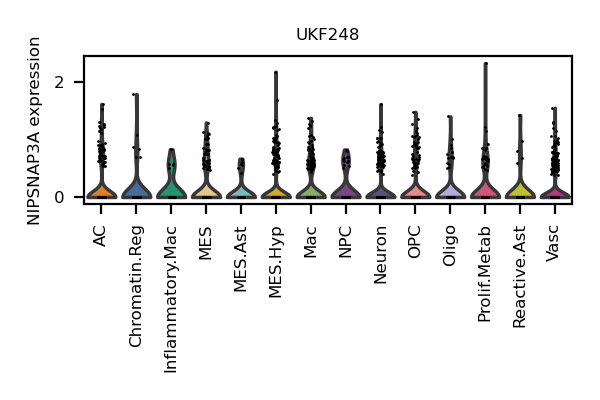 UKF248
NIPSNAP3A expression
2
0
AC
Chromatin.Reg
Inflammatory.Mac
MES
MES.Ast
MES.Hyp
Mac
NPC
Neuron
OPC
Oligo
Prolif.Metab
Reactive.Ast
Vasc